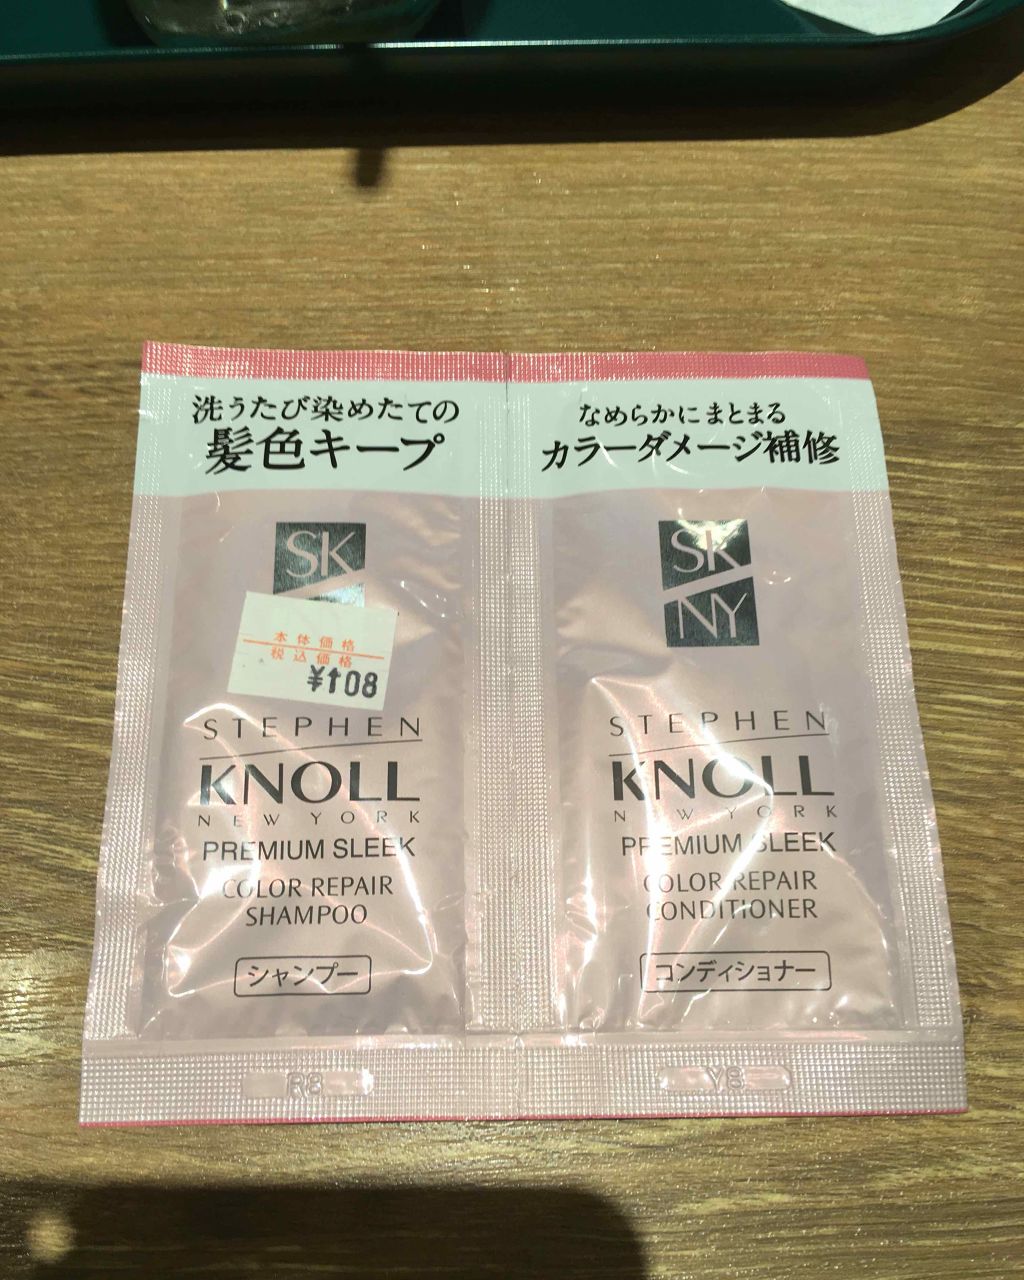 洗うたび染めたての
髪色キープ
SK
本体価格
税込価格
¥108
STEPHEN
KNOLL
NEW YORK
PREMIUM SLEEK
COLOR REPAIR
SHAMPOO
シャンプー
R8
なめらかにまとまる
カラーダメージ補修
SK
NY
STEPHEN
KNOLL
NEW YORK
PREMIUM SLEEK
COLOR REPAIR
CONDITIONER
コンディショナー
Y8